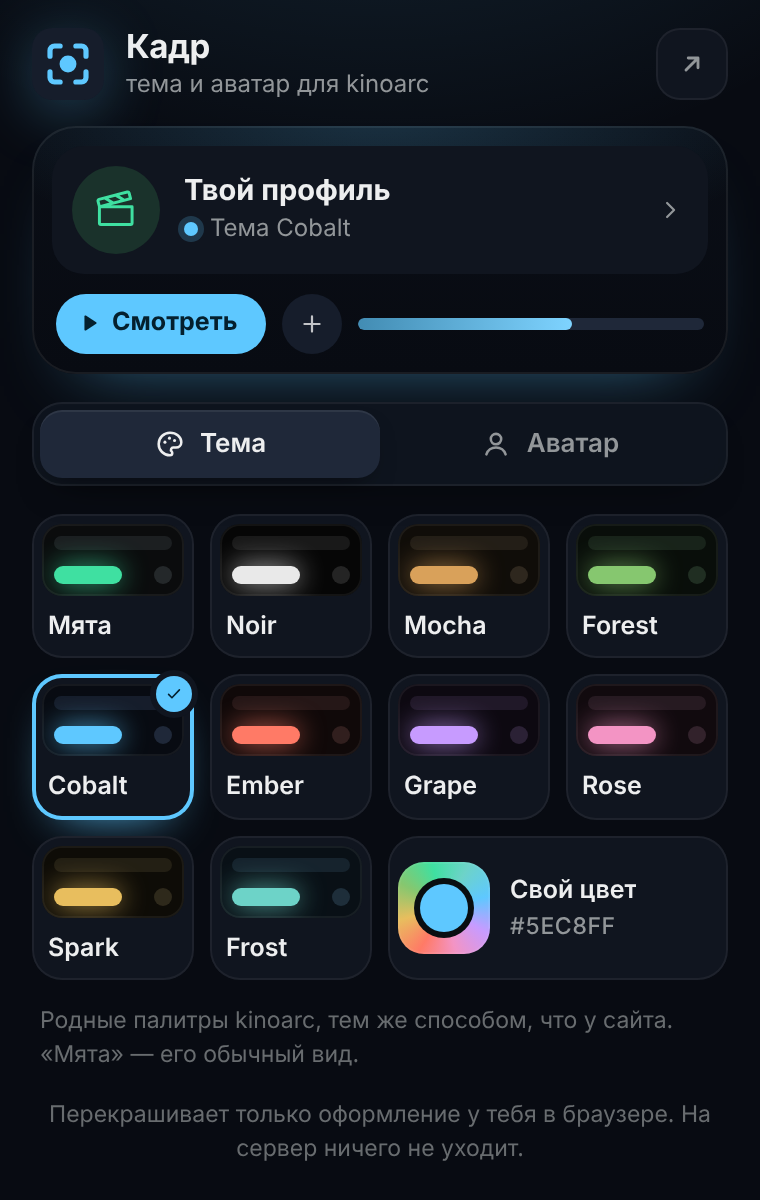 Кадр
тема и аватар для kinoarc
Твой профиль
Тема Cobalt
Смотреть
Тема
Аватар
Мята
Noir
Mocha
Forest
Cobalt
Ember
Grape
Rose
Spark
Frost
Свой цвет
#5EC8FF
Родные палитры kinoarc, тем же способом, что у сайта.
«Мята» — его обычный вид.
Перекрашивает только оформление у тебя в браузере. На
сервер ничего не уходит.